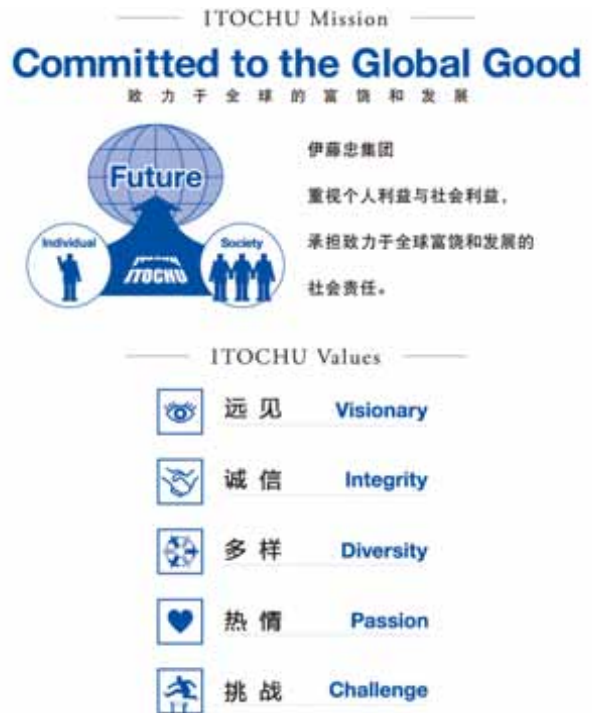 ITOCHU Mission
Committed to the Global Good
致力于全球的富饶和发展
Future
Individual
Society
ITOCHU
伊藤忠集团
重视个人利益与社会利益，
承担致力于全球富饶和发展的
社会责任。
ITOCHU Values
远见 Visionary
诚信 Integrity
多样 Diversity
热情 Passion
挑战 Challenge